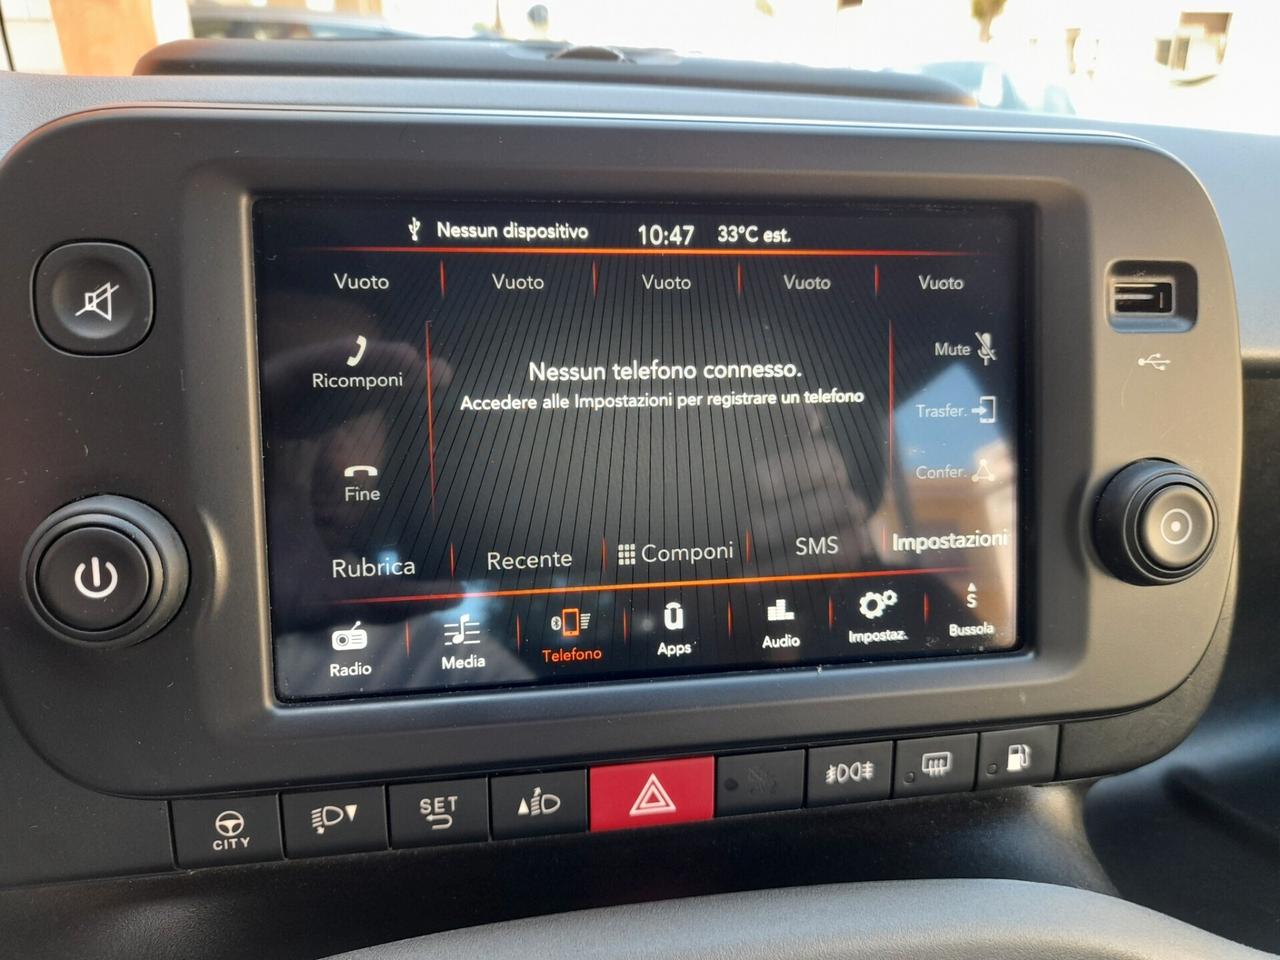 Nessun dispositivo 10:47 33°C est.
Vuoto Vuoto Vuoto Vuoto Vuoto
Ricomponi
Fine
Nessun telefono connesso.
Accedere alle Impostazioni per registrare un telefono
Mute
Trasfer.
Confer.
Rubrica Recente Componi SMS Impostazioni
Radio Media Telefono Apps Audio Impostaz. S Bussola
CITY SET